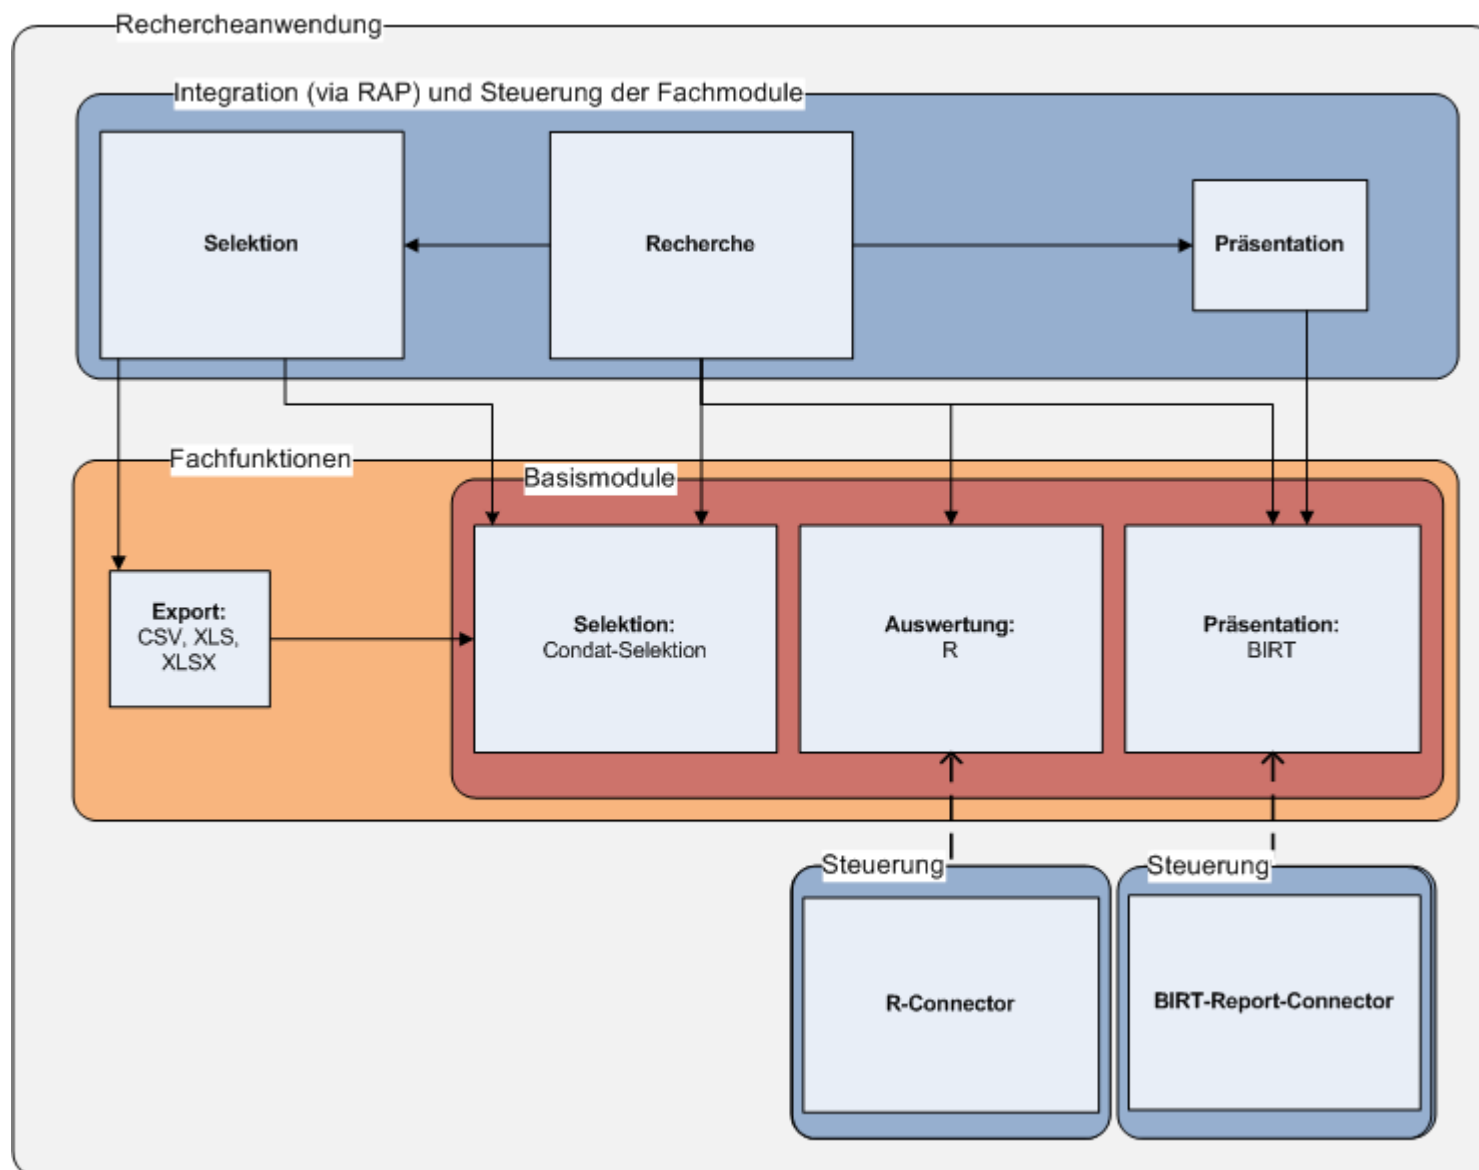 Rechercheanwendung
Integration (via RAP) und Steuerung der Fachmodule
Selektion
Recherche
Präsentation
Fachfunktionen
Basismodule
Export:
CSV, XLS,
XLSX
Selektion:
Condat-Selektion
Auswertung:
R
Präsentation:
BIRT
Steuerung
R-Connector
Steuerung
BIRT-Report-Connector